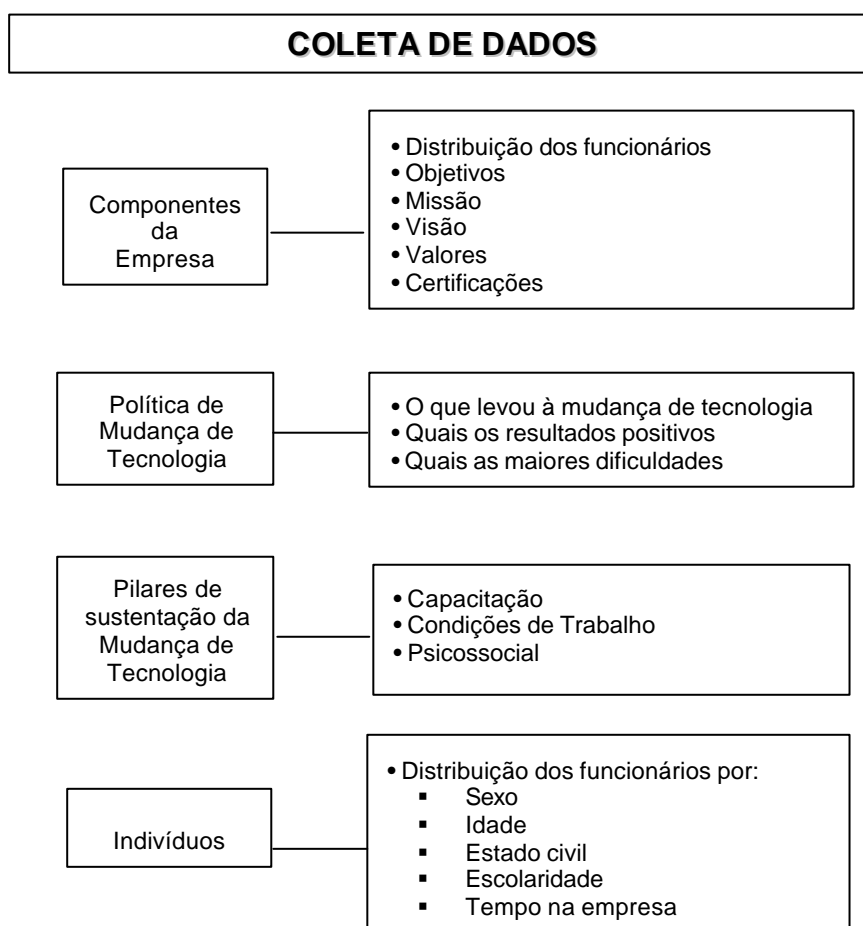 COLETA DE DADOS
Componentes
da
Empresa
• Distribuição dos funcionários
• Objetivos
• Missão
• Visão
• Valores
• Certificações
Política de
Mudança de
Tecnologia
• O que levou à mudança de tecnologia
• Quais os resultados positivos
• Quais as maiores dificuldades
Pilares de
sustentação da
Mudança de
Tecnologia
• Capacitação
• Condições de Trabalho
• Psicossocial
Indivíduos
• Distribuição dos funcionários por:
▪ Sexo
▪ Idade
▪ Estado civil
▪ Escolaridade
▪ Tempo na empresa